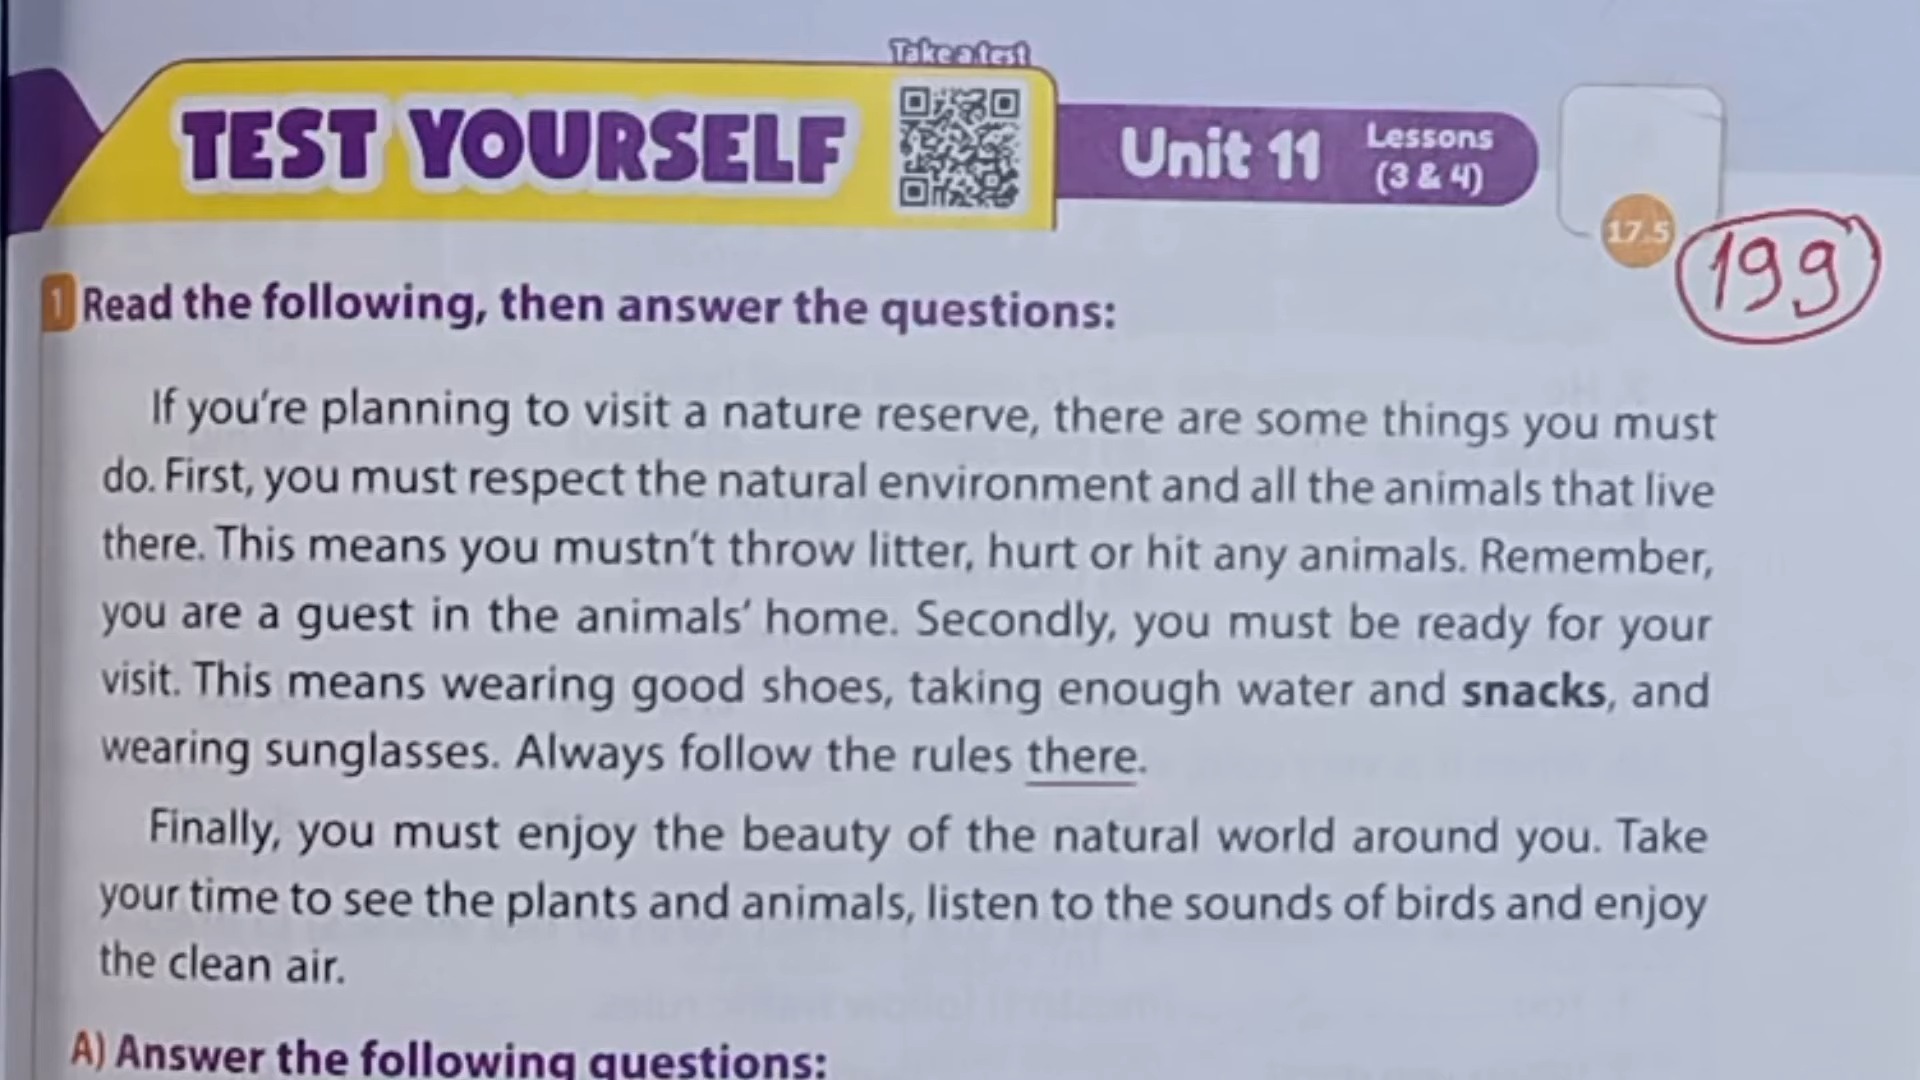 Take a test
TEST YOURSELF
Unit 11
Lessons
(3 & 4)
17.5
199
1 Read the following, then answer the questions:
If you're planning to visit a nature reserve, there are some things you must
do. First, you must respect the natural environment and all the animals that live
there. This means you mustn't throw litter, hurt or hit any animals. Remember,
you are a guest in the animals' home. Secondly, you must be ready for your
visit. This means wearing good shoes, taking enough water and snacks, and
wearing sunglasses. Always follow the rules there.
Finally, you must enjoy the beauty of the natural world around you. Take
your time to see the plants and animals, listen to the sounds of birds and enjoy
the clean air.
A) Answer the following questions: